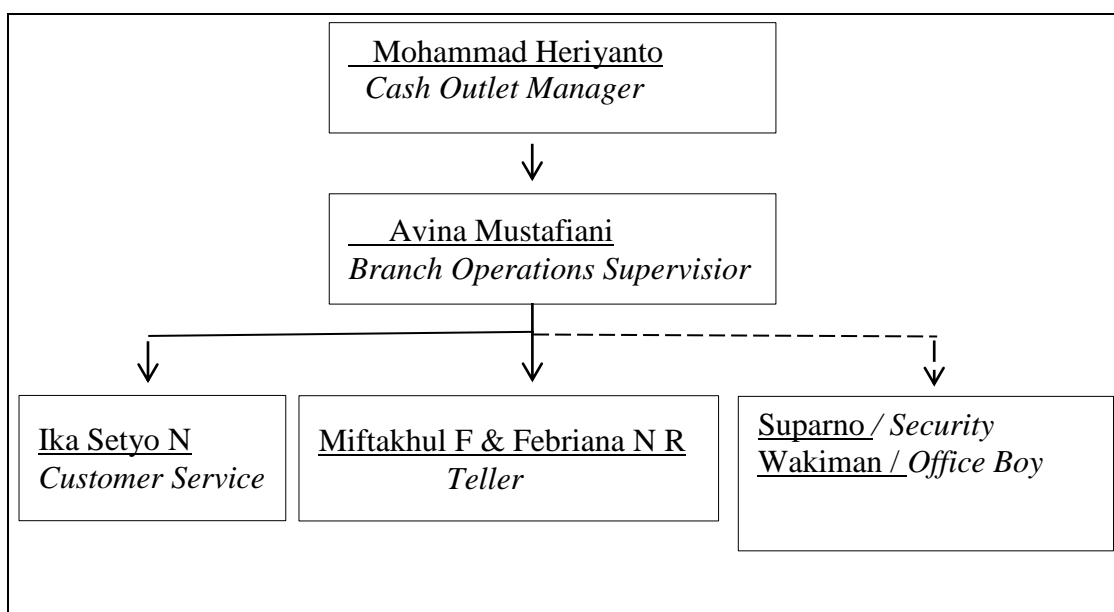 Mohammad Heriyanto
Cash Outlet Manager
Avina Mustafiani
Branch Operations Supervisior
Ika Setyo N
Customer Service
Miftakhul F & Febriana N R
Teller
Suparno / Security
Wakiman / Office Boy